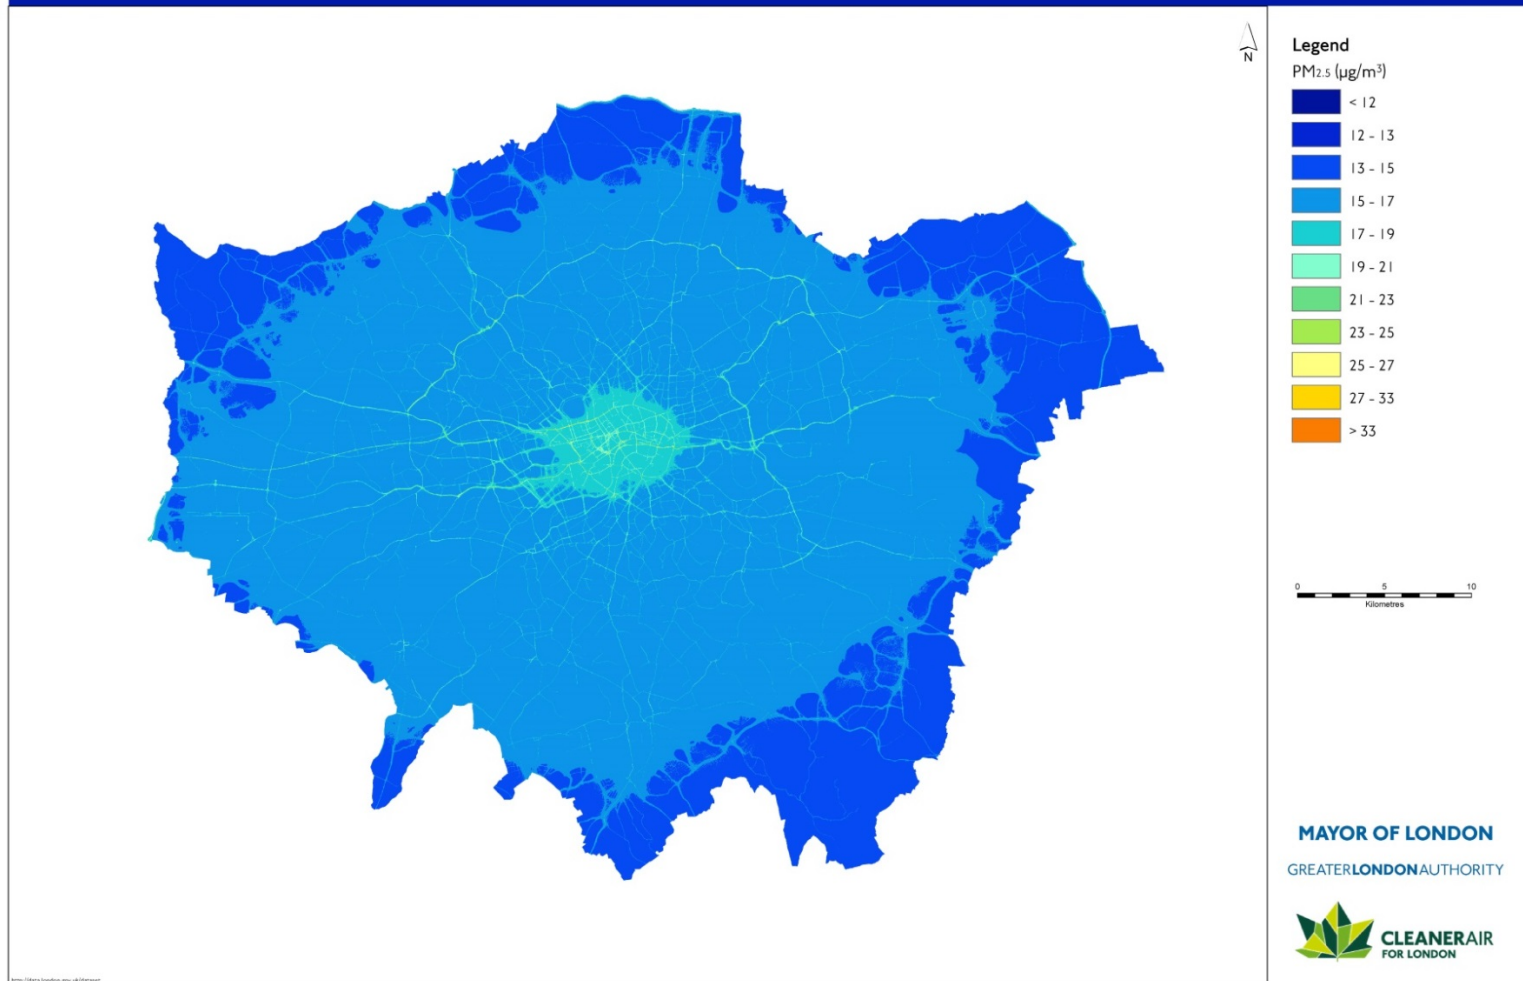 N
Legend
PM2.5 (µg/m³)
< 12
12 - 13
13 - 15
15 - 17
17 - 19
19 - 21
21 - 23
23 - 25
25 - 27
27 - 33
> 33
0 5 10
Kilometres
MAYOR OF LONDON
GREATERLONDONAUTHORITY
CLEANERAIR
FOR LONDON